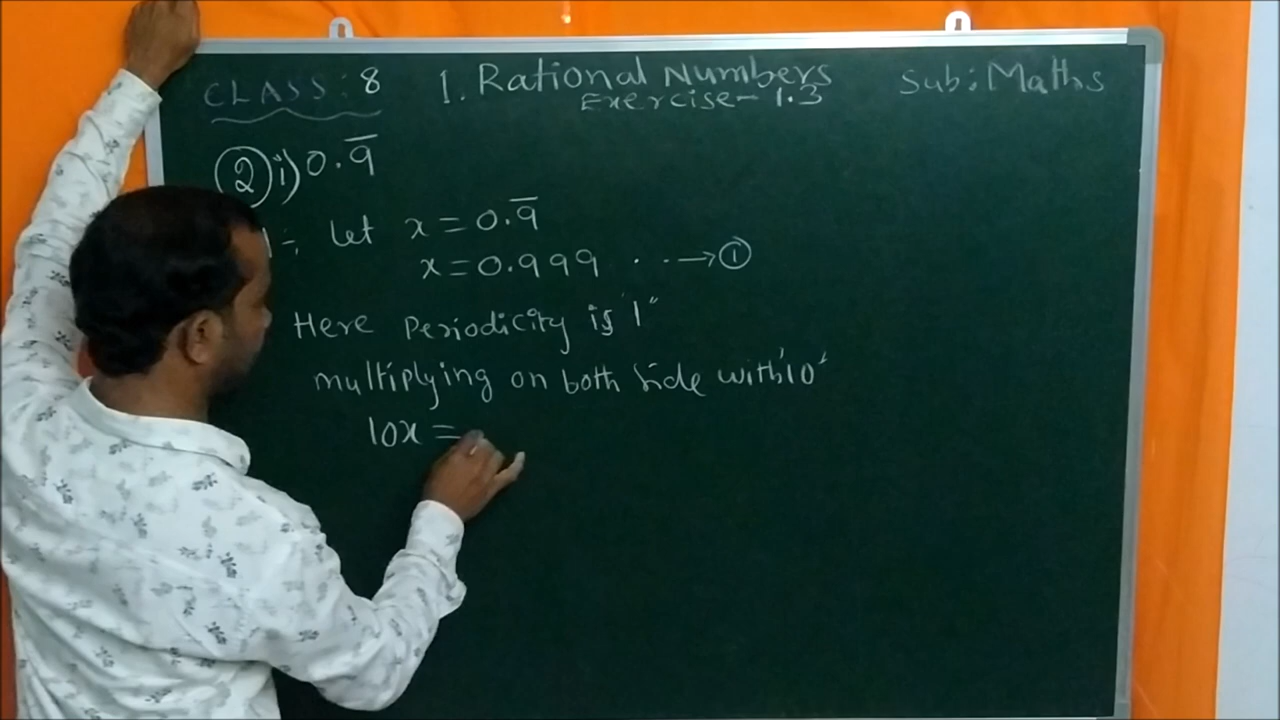 CLASS : 8 1. Rational Numbers Sub: Maths
Exercise - 1.3
② i) 0.9̅
let x = 0.9̅
x = 0.999 . . → ①
Here Periodicity is '1"
multiplying on both side with '10'
10x =